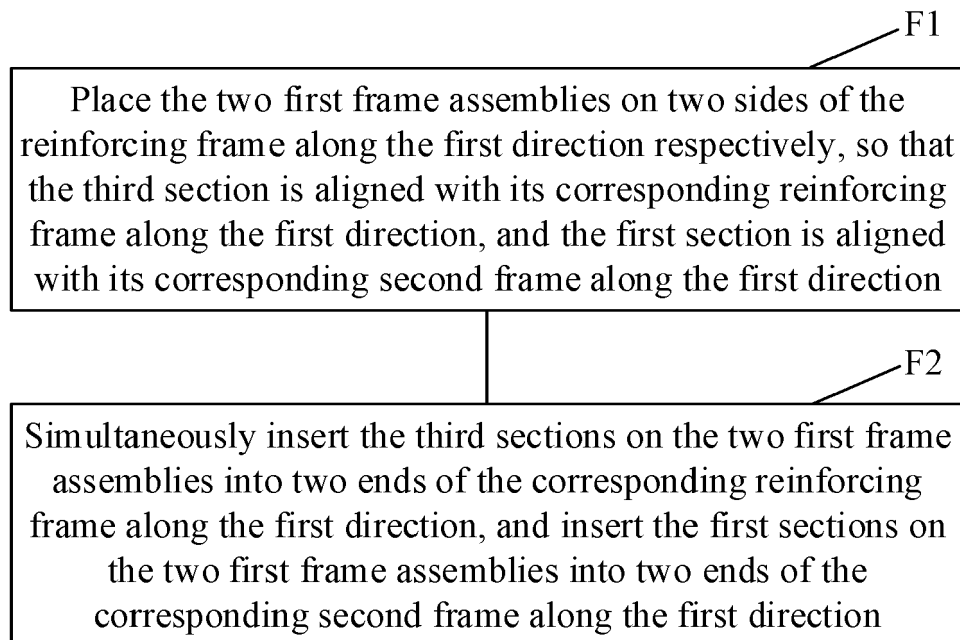 F1
Place the two first frame assemblies on two sides of the
reinforcing frame along the first direction respectively, so that
the third section is aligned with its corresponding reinforcing
frame along the first direction, and the first section is aligned
with its corresponding second frame along the first direction
F2
Simultaneously insert the third sections on the two first frame
assemblies into two ends of the corresponding reinforcing
frame along the first direction, and insert the first sections on
the two first frame assemblies into two ends of the
corresponding second frame along the first direction